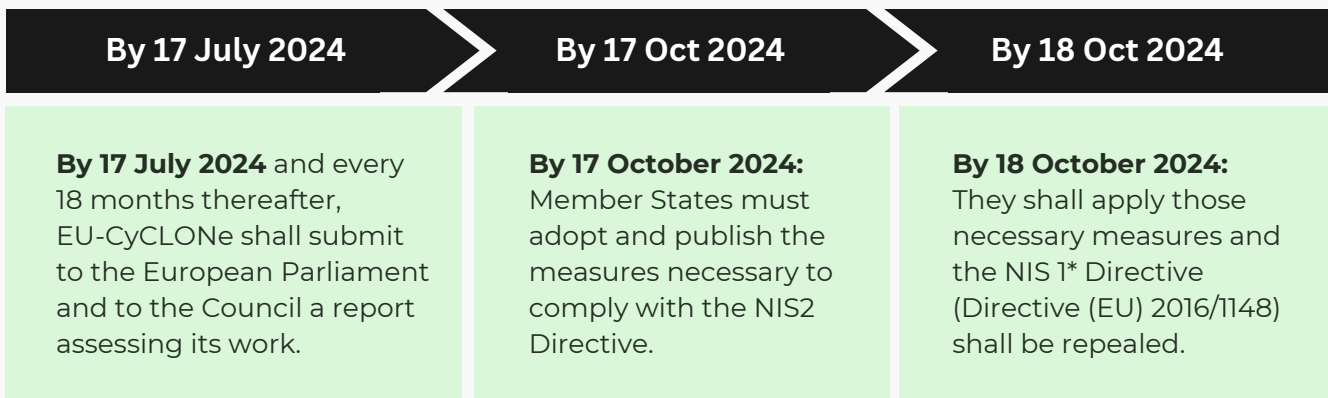 By 17 July 2024
By 17 Oct 2024
By 18 Oct 2024
By 17 July 2024 and every
18 months thereafter,
EU-CyCLONe shall submit
to the European Parliament
and to the Council a report
assessing its work.
By 17 October 2024:
Member States must
adopt and publish the
measures necessary to
comply with the NIS2
Directive.
By 18 October 2024:
They shall apply those
necessary measures and
the NIS 1* Directive
(Directive (EU) 2016/1148)
shall be repealed.